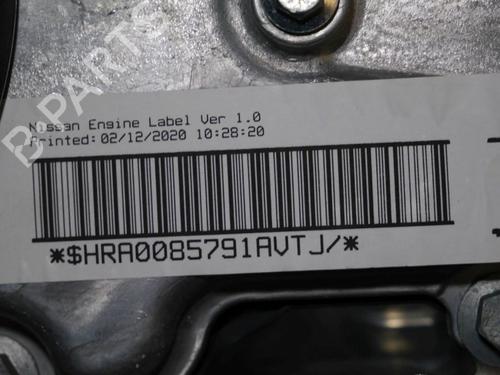 B-PARTS
Nissan Engine Label Ver 1.0
Printed: 02/12/2020 10:28:20
*$HRA0085791AVTJ/*